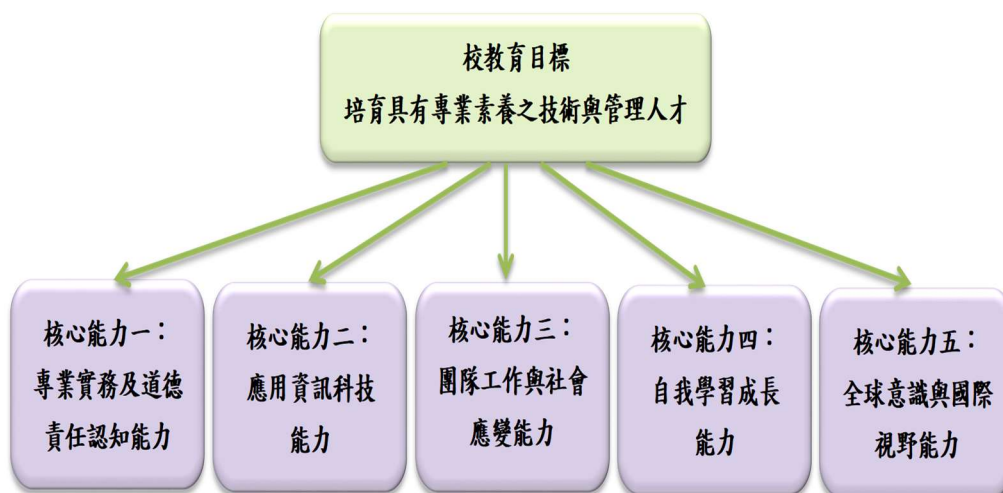 校教育目標
培育具有專業素養之技術與管理人才
核心能力一：
專業實務及道德
責任認知能力
核心能力二：
應用資訊科技
能力
核心能力三：
團隊工作與社會
應變能力
核心能力四：
自我學習成長
能力
核心能力五：
全球意識與國際
視野能力